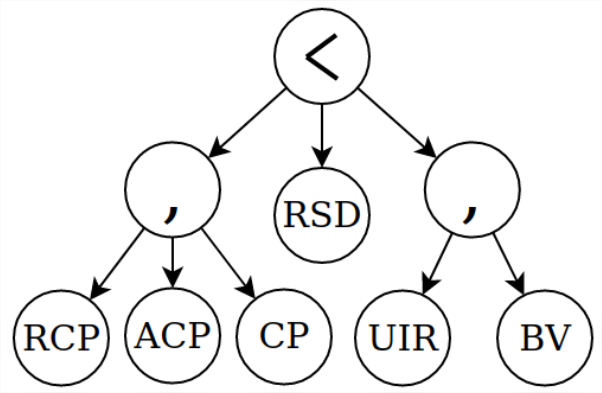 <
, RSD ,
RCP ACP CP UIR BV